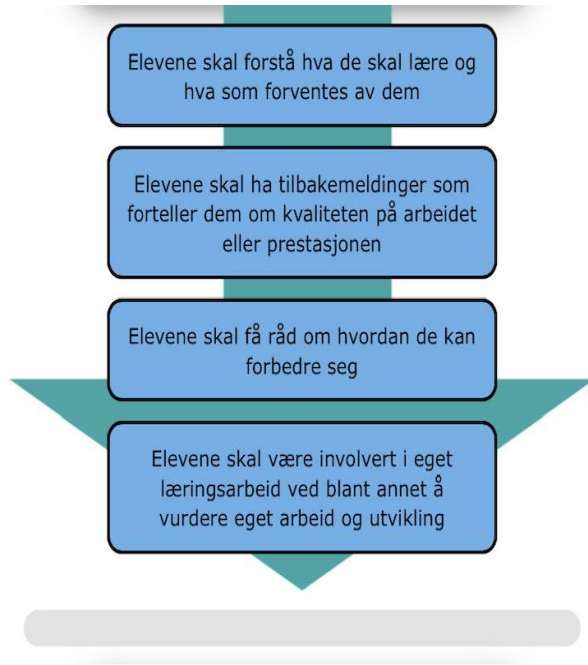 Elevene skal forstå hva de skal lære og
hva som forventes av dem
Elevene skal ha tilbakemeldinger som
forteller dem om kvaliteten på arbeidet
eller prestasjonen
Elevene skal få råd om hvordan de kan
forbedre seg
Elevene skal være involvert i eget
læringsarbeid ved blant annet å
vurdere eget arbeid og utvikling